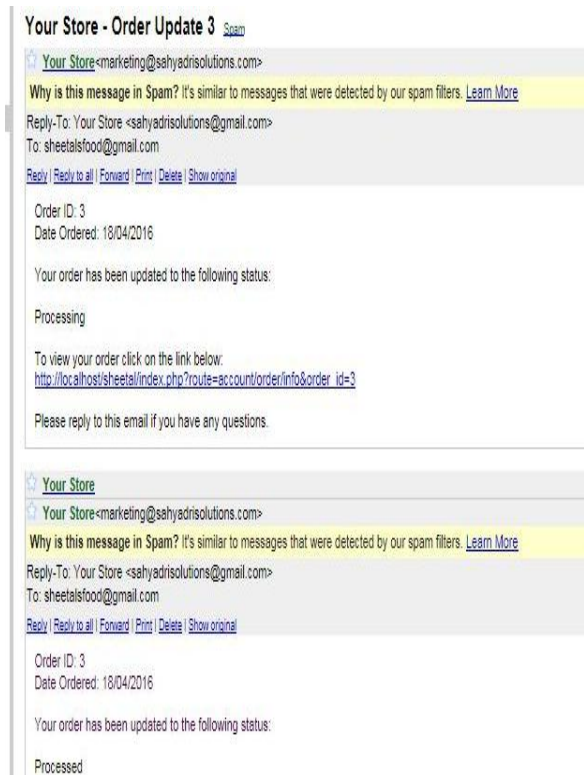 Your Store - Order Update 3 Spam
Your Store<marketing@sahyadrisolutions.com>
Why is this message in Spam? It's similar to messages that were detected by our spam filters. Learn More
Reply-To: Your Store <sahyadrisolutions@gmail.com>
To: sheetalsfood@gmail.com
Reply | Reply to all | Forward | Print | Delete | Show original
Order ID: 3
Date Ordered: 18/04/2016
Your order has been updated to the following status:
Processing
To view your order click on the link below:
http://localhost/sheetal/index.php?route=account/order/info&order_id=3
Please reply to this email if you have any questions.
Your Store
Your Store<marketing@sahyadrisolutions.com>
Why is this message in Spam? It's similar to messages that were detected by our spam filters. Learn More
Reply-To: Your Store <sahyadrisolutions@gmail.com>
To: sheetalsfood@gmail.com
Reply | Reply to all | Forward | Print | Delete | Show original
Order ID: 3
Date Ordered: 18/04/2016
Your order has been updated to the following status:
Processed